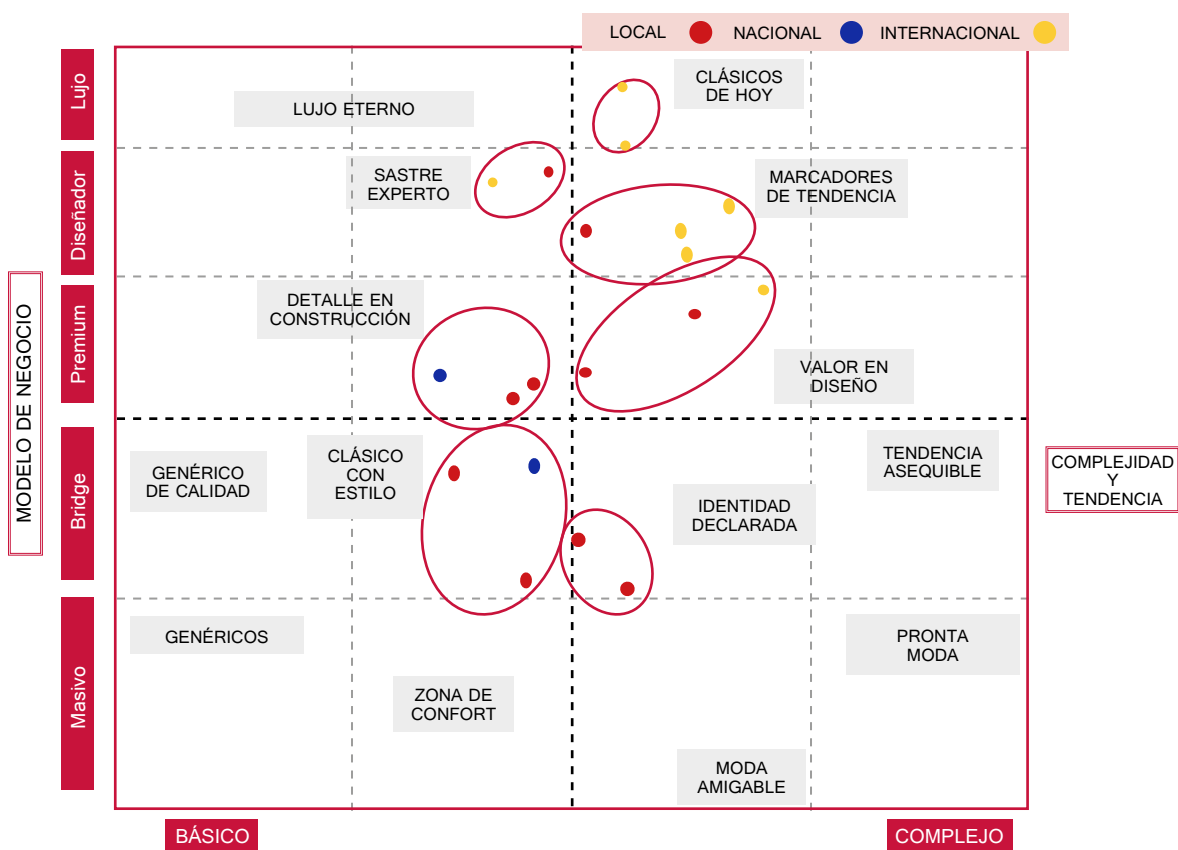 LOCAL NACIONAL INTERNACIONAL
Lujo
CLÁSICOS
DE HOY
LUJO ETERNO
Diseñador
SASTRE
EXPERTO
MARCADORES
DE TENDENCIA
MODELO DE NEGOCIO
Premium
DETALLE EN
CONSTRUCCIÓN
VALOR EN
DISEÑO
Bridge
GENÉRICO
DE CALIDAD
CLÁSICO
CON
ESTILO
IDENTIDAD
DECLARADA
TENDENCIA
ASEQUIBLE
COMPLEJIDAD
Y
TENDENCIA
Masivo
GENÉRICOS
PRONTA
MODA
ZONA DE
CONFORT
MODA
AMIGABLE
BÁSICO
COMPLEJO